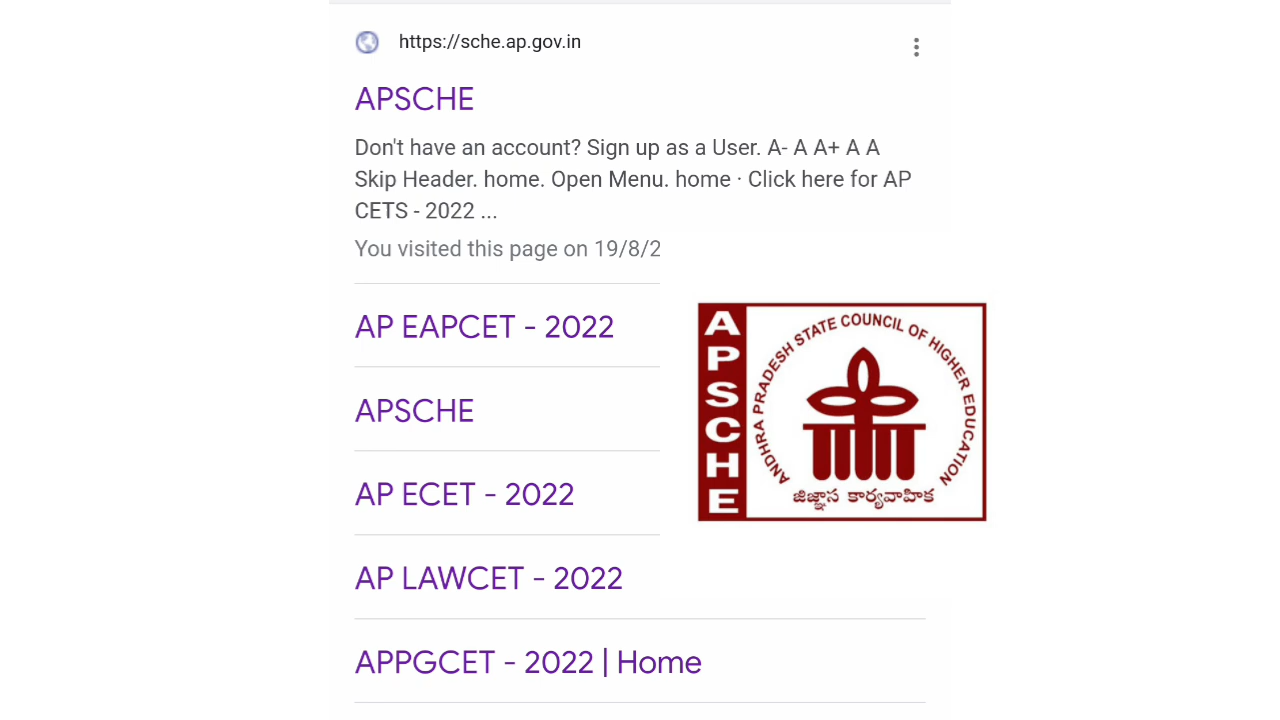 https://sche.ap.gov.in
APSCHE
Don't have an account? Sign up as a User. A- A A+ A A
Skip Header. home. Open Menu. home · Click here for AP
CETS - 2022 ...
You visited this page on 19/8/2
AP EAPCET - 2022
APSCHE
AP ECET - 2022
AP LAWCET - 2022
APPGCET - 2022 | Home
APSCHE
ANDHRA PRADESH STATE COUNCIL OF HIGHER EDUCATION
జిజ్ఞాస కార్యవాహిక